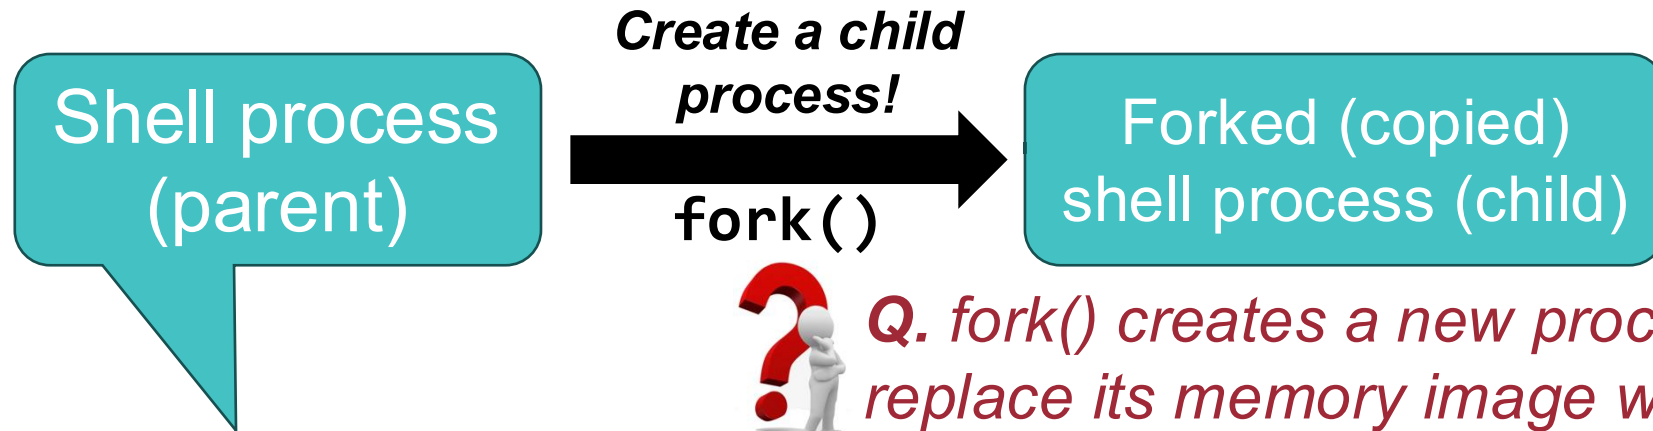 Create a child
process!
Shell process
(parent)
fork()
Forked (copied)
shell process (child)
Q. fork() creates a new proc
replace its memory image w